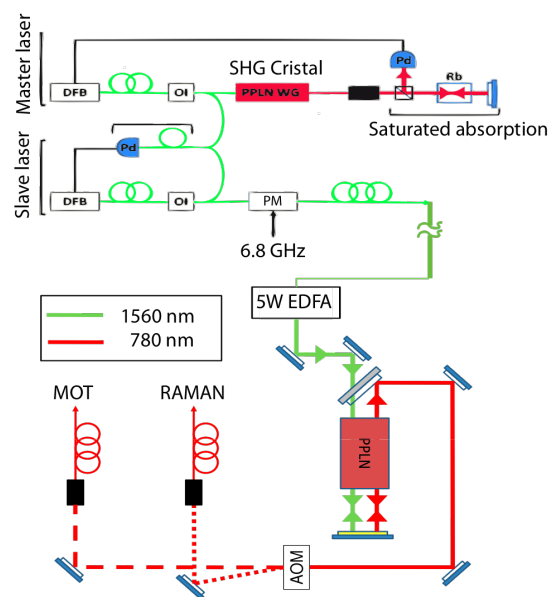 Master laser
DFB
OI
SHG Cristal
PPLN WG
Pd
Rb
Saturated absorption
Slave laser
Pd
DFB
OI
PM
6.8 GHz
5W EDFA
1560 nm
780 nm
MOT
RAMAN
PPLN
AOM